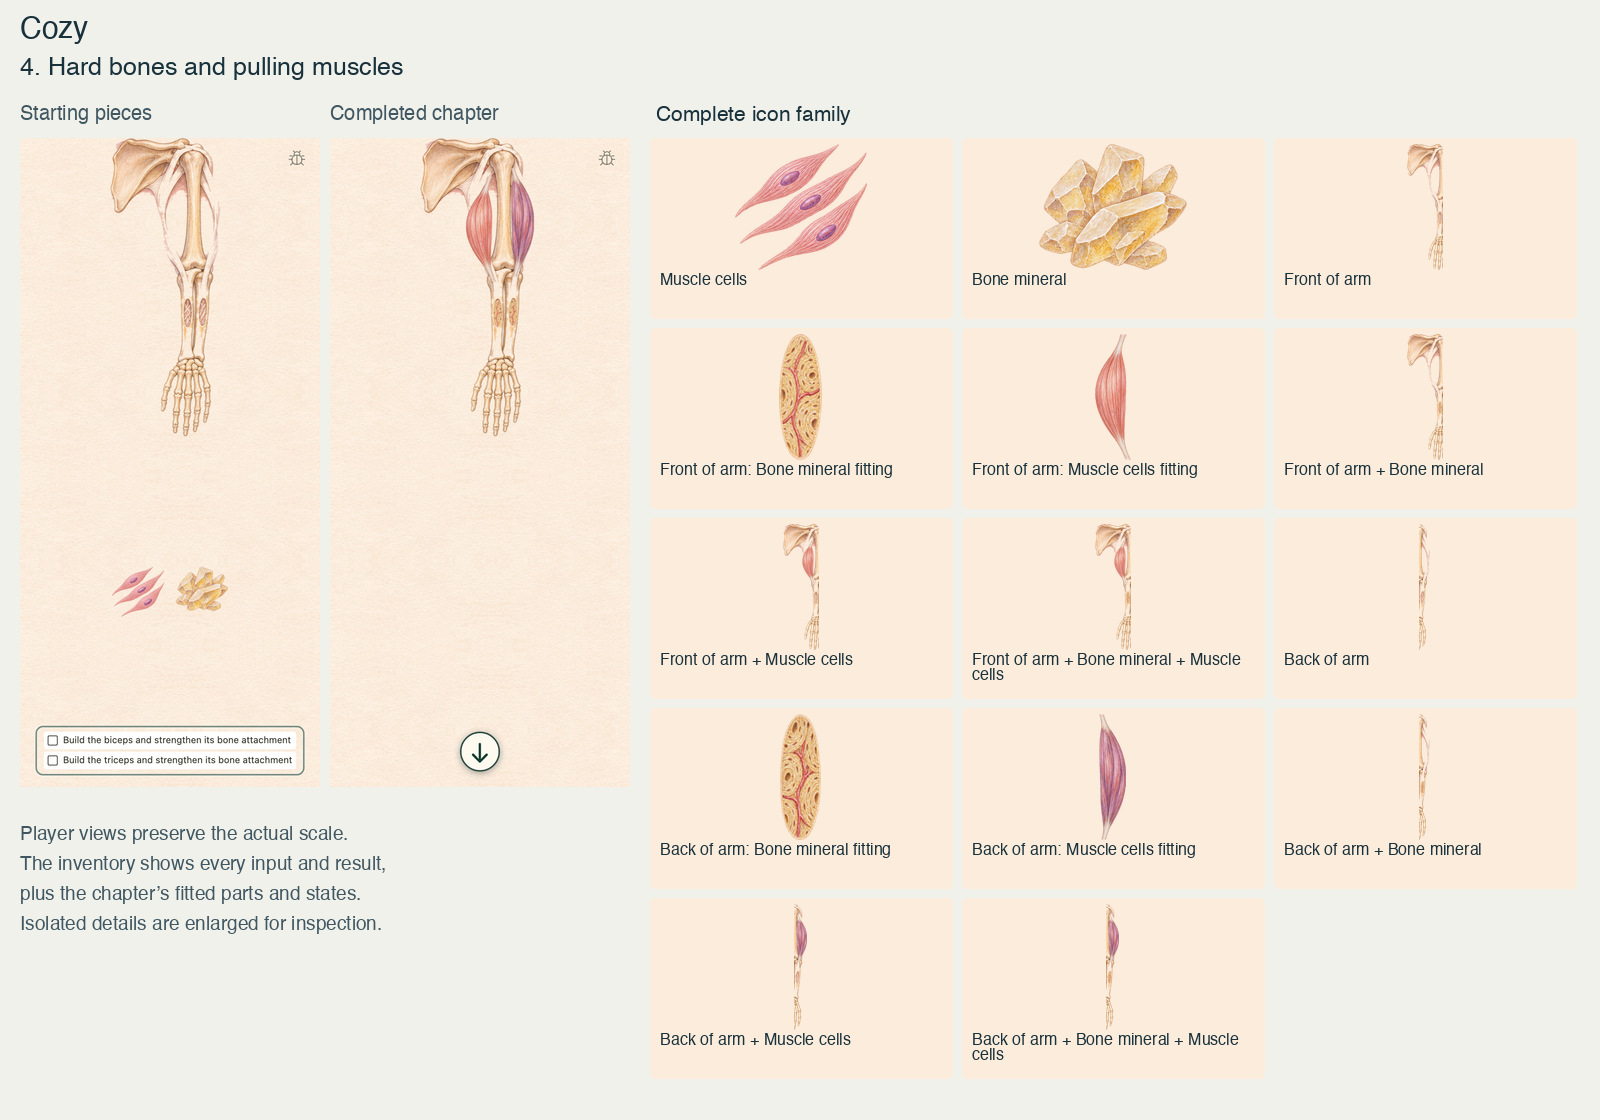 Cozy
4. Hard bones and pulling muscles
Starting pieces
Completed chapter
Complete icon family
Muscle cells
Bone mineral
Front of arm
Front of arm: Bone mineral fitting
Front of arm: Muscle cells fitting
Front of arm + Bone mineral
Front of arm + Muscle cells
Front of arm + Bone mineral + Muscle
cells
Back of arm
Back of arm: Bone mineral fitting
Back of arm: Muscle cells fitting
Back of arm + Bone mineral
Back of arm + Muscle cells
Back of arm + Bone mineral + Muscle
cells
Build the biceps and strengthen its bone attachment
Build the triceps and strengthen its bone attachment
Player views preserve the actual scale.
The inventory shows every input and result,
plus the chapter’s fitted parts and states.
Isolated details are enlarged for inspection.